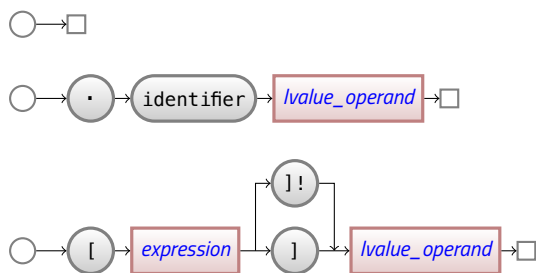 . identifier lvalue_operand
]!
[ expression ] lvalue_operand